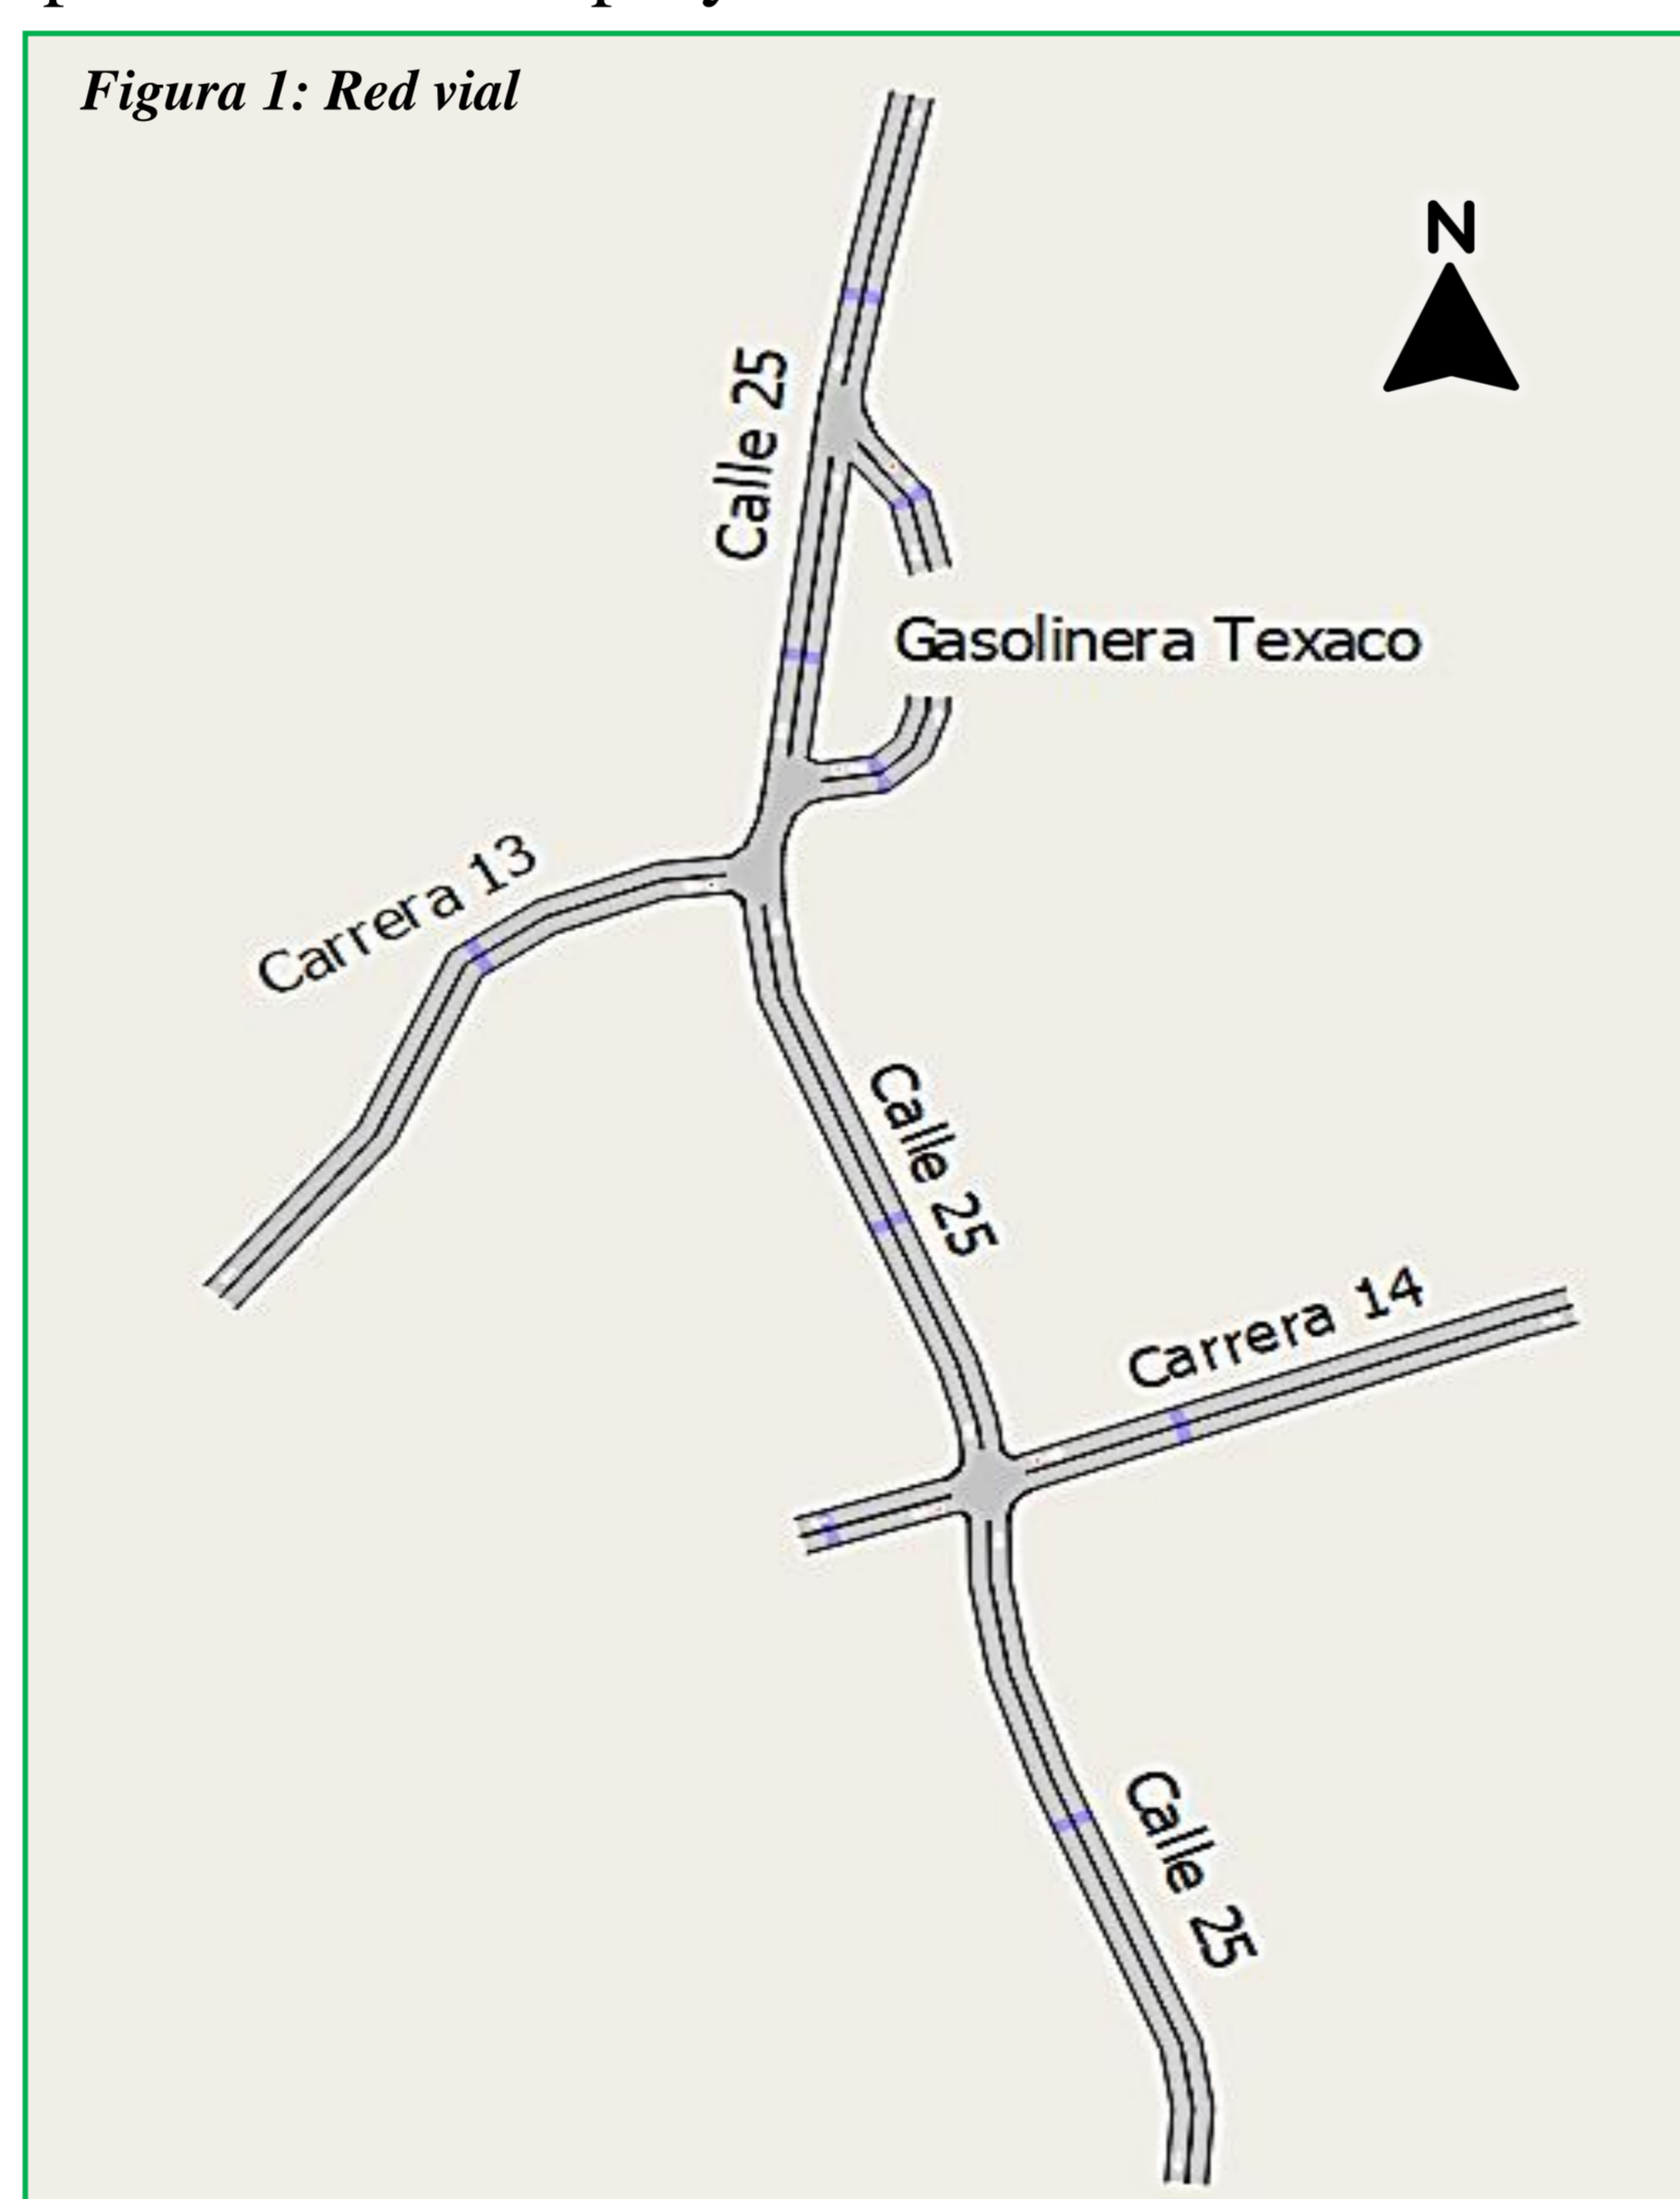 Figura 1: Red vial
N
Calle 25
Gasolinera Texaco
Carrera 13
Calle 25
Carrera 14
Calle 25